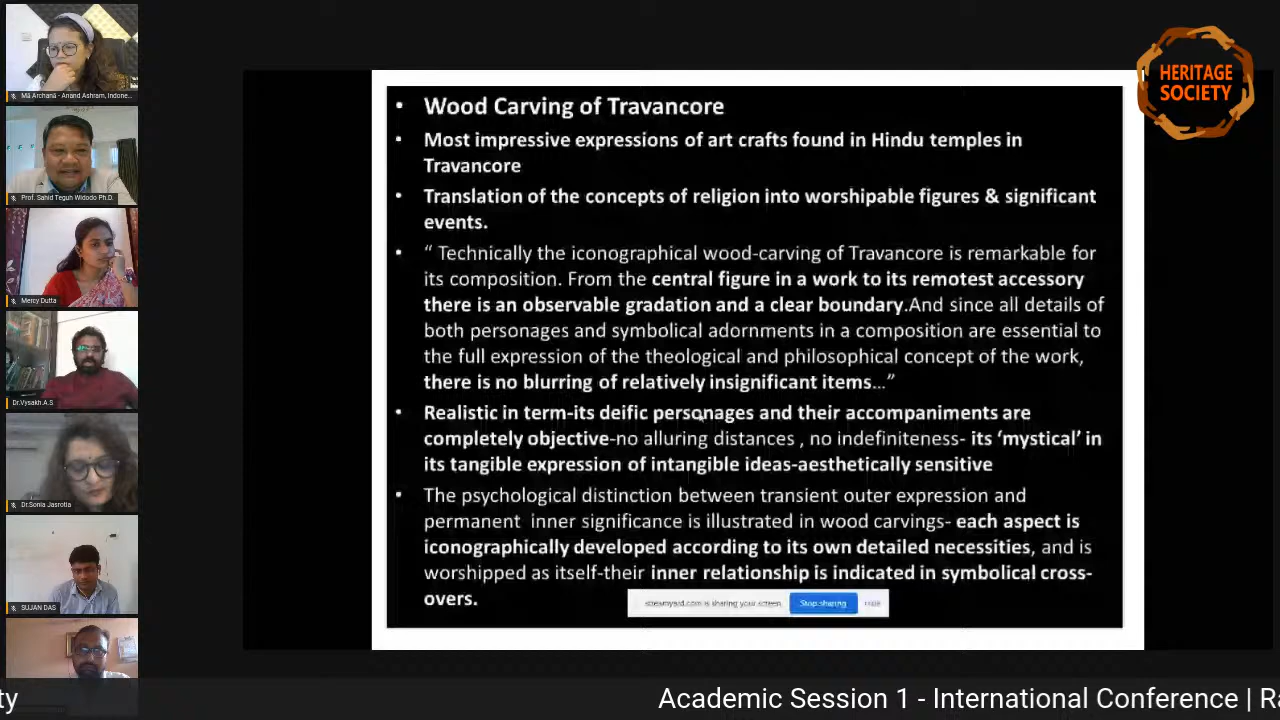 Mā Archanā - Anand Ashram, Indone...
Prof. Sahid Teguh Widodo Ph.D.
Mercy Dutta
Dr.Vysakh.A.S
Dr.Sonia Jasrotia
SUJAN DAS
HERITAGE
SOCIETY
• Wood Carving of Travancore
• Most impressive expressions of art crafts found in Hindu temples in
Travancore
• Translation of the concepts of religion into worshipable figures & significant
events.
• “ Technically the iconographical wood-carving of Travancore is remarkable for
its composition. From the central figure in a work to its remotest accessory
there is an observable gradation and a clear boundary.And since all details of
both personages and symbolical adornments in a composition are essential to
the full expression of the theological and philosophical concept of the work,
there is no blurring of relatively insignificant items…”
• Realistic in term-its deific personages and their accompaniments are
completely objective-no alluring distances , no indefiniteness- its ‘mystical’ in
its tangible expression of intangible ideas-aesthetically sensitive
• The psychological distinction between transient outer expression and
permanent inner significance is illustrated in wood carvings- each aspect is
iconographically developed according to its own detailed necessities, and is
worshipped as itself-their inner relationship is indicated in symbolical cross-
overs.
streamyard.com is sharing your screen. Stop sharing Hide
ty Academic Session 1 - International Conference | Ra